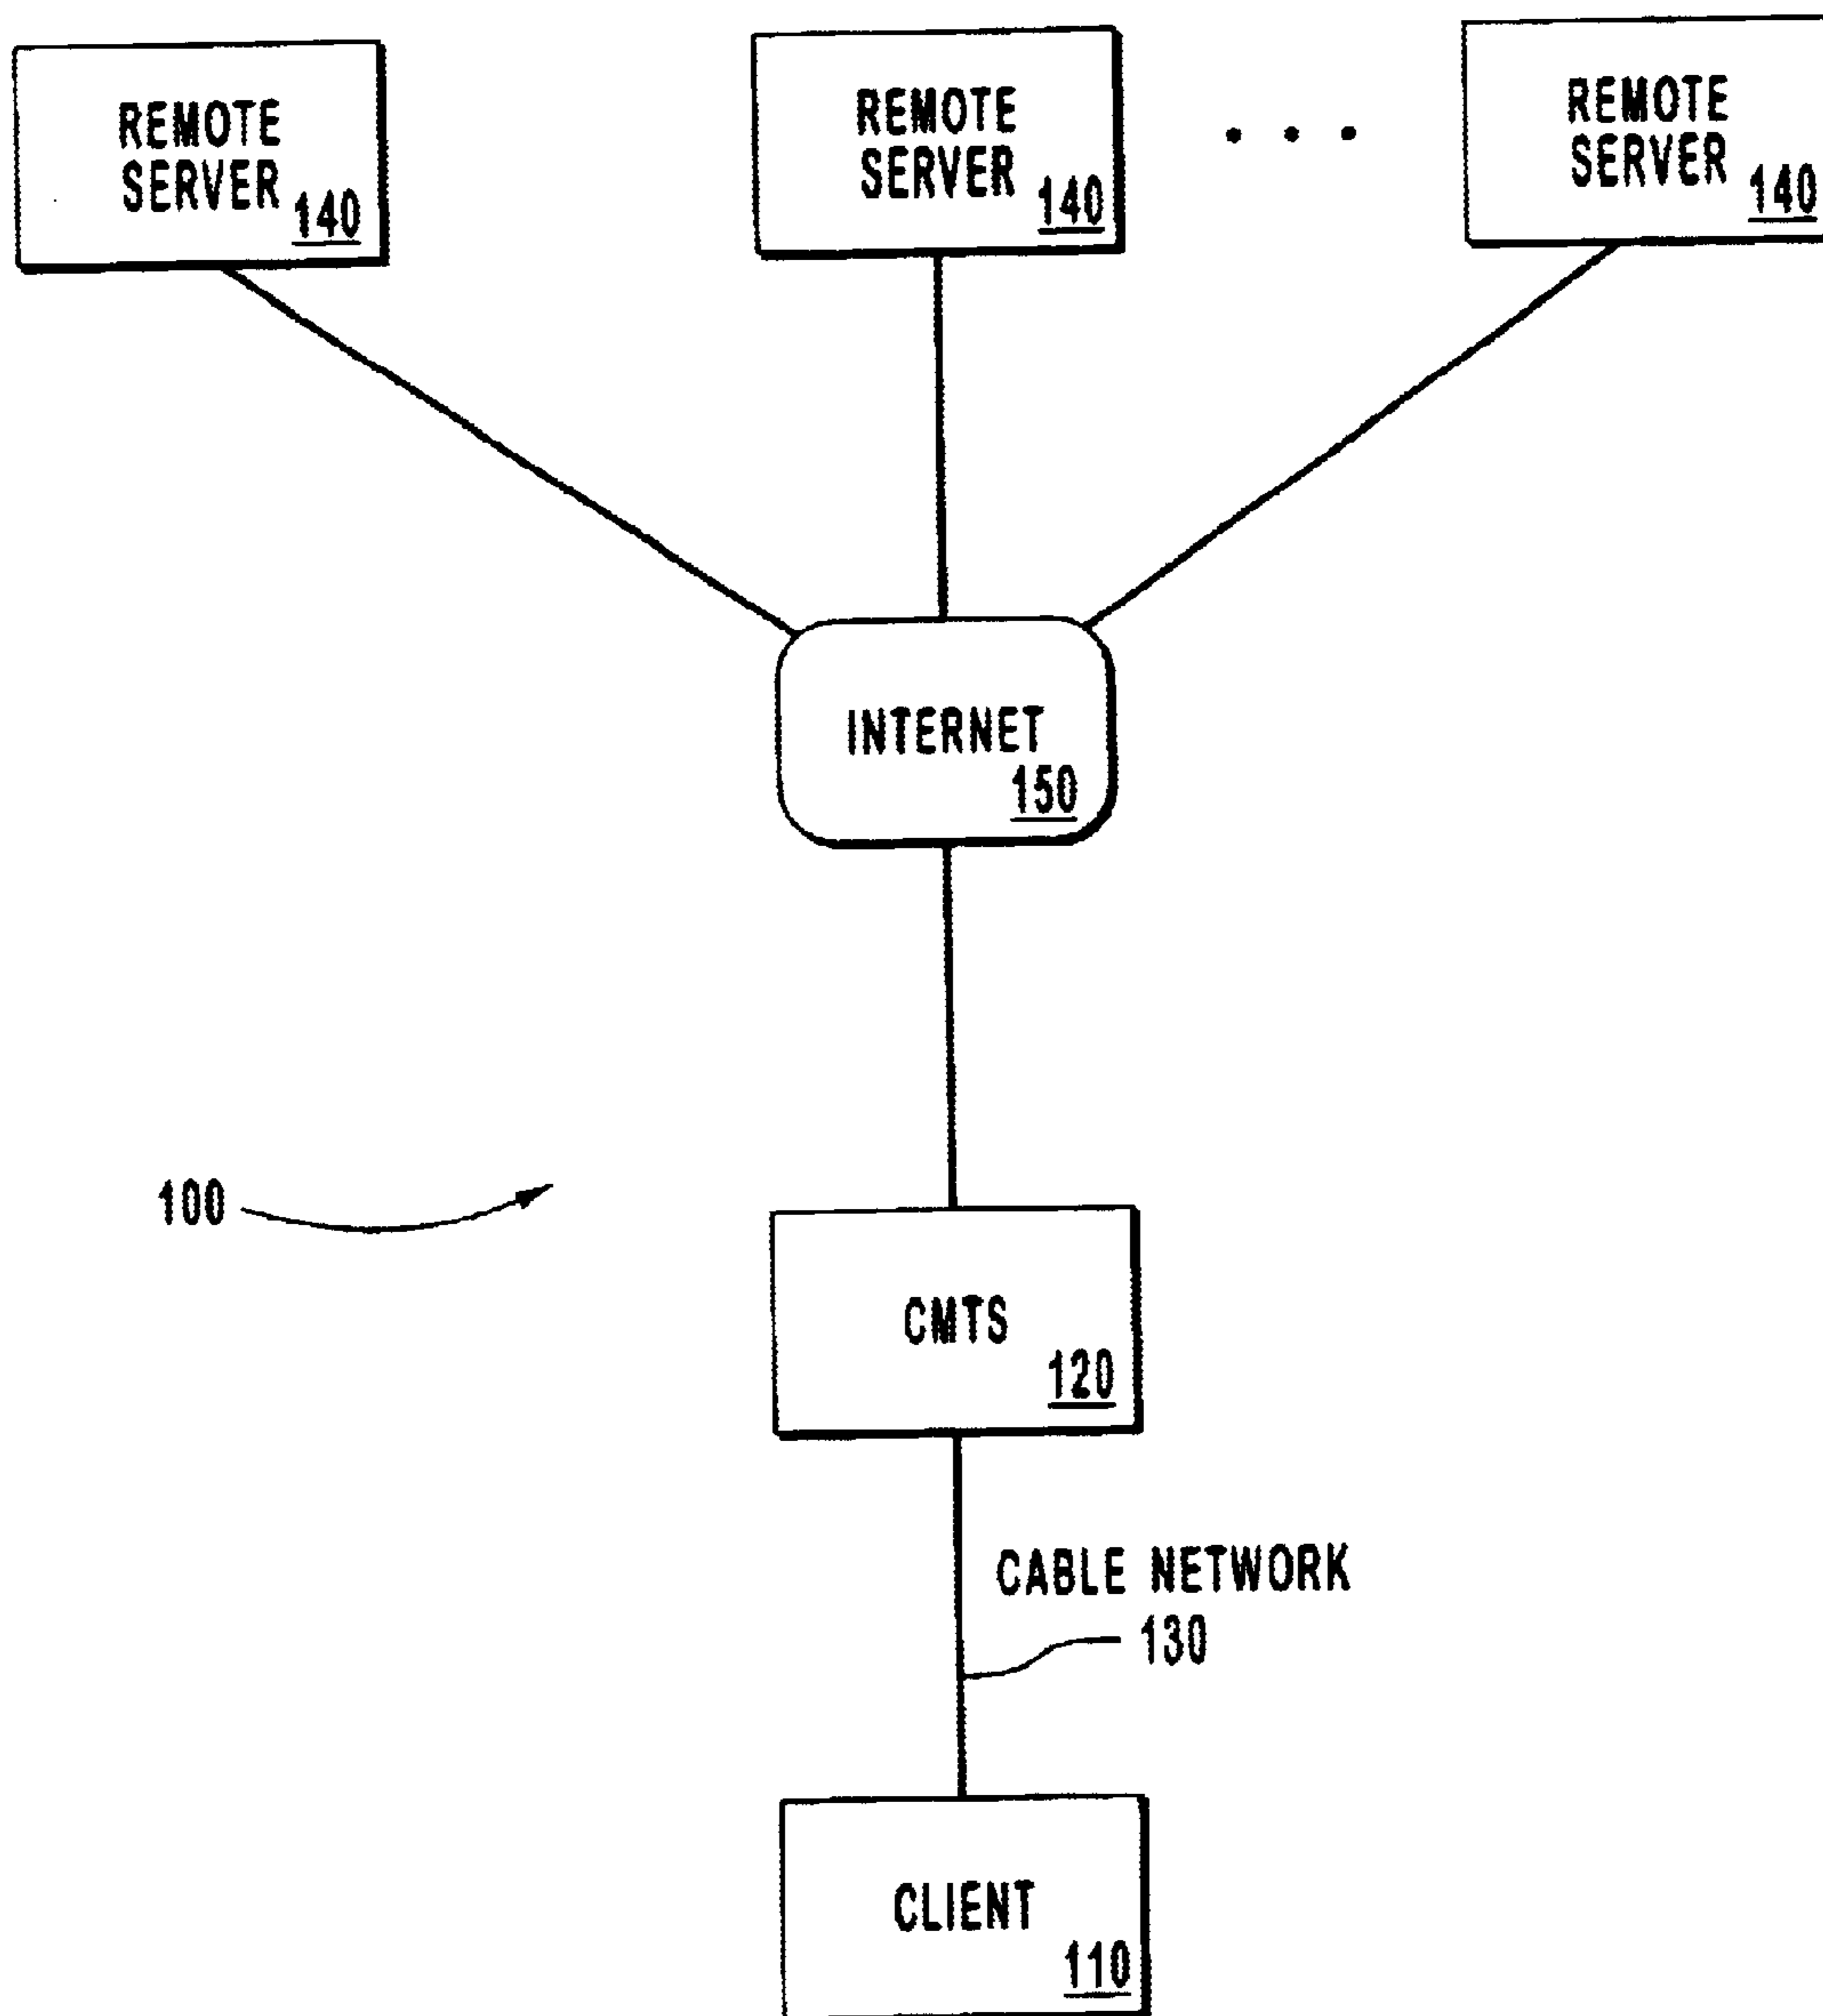 REMOTE
SERVER
140
REMOTE
SERVER
140
REMOTE
SERVER
140
INTERNET
150
100
CMTS
120
CABLE NETWORK
130
CLIENT
110